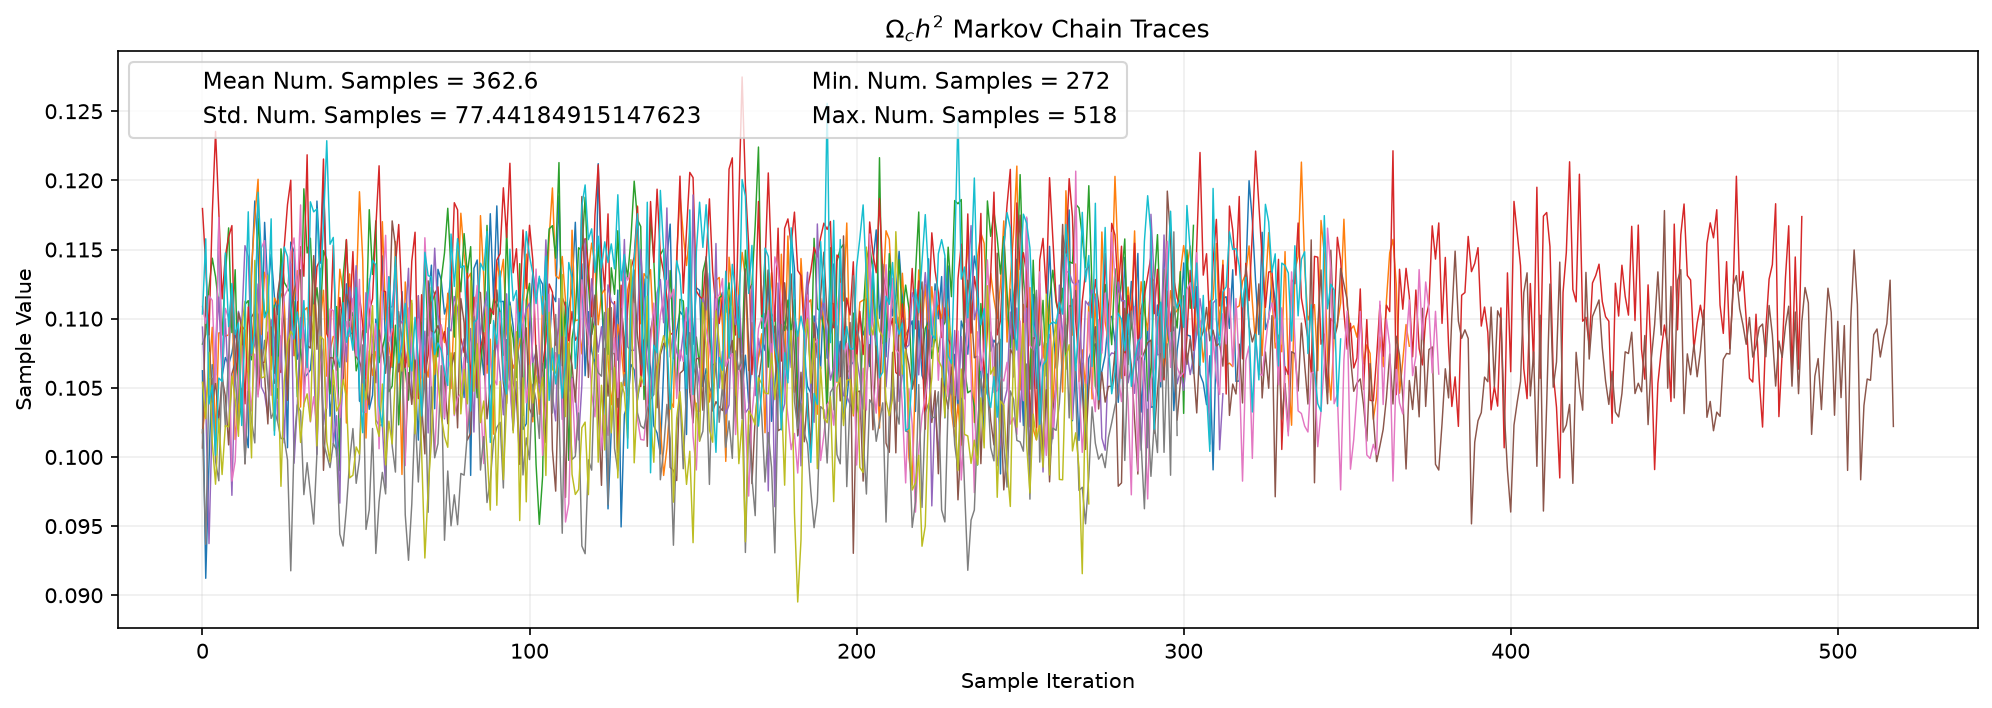 Ω_c h² Markov Chain Traces
Mean Num. Samples = 362.6
Std. Num. Samples = 77.44184915147623
Min. Num. Samples = 272
Max. Num. Samples = 518
Sample Value
0.125
0.120
0.115
0.110
0.105
0.100
0.095
0.090
0 100 200 300 400 500
Sample Iteration